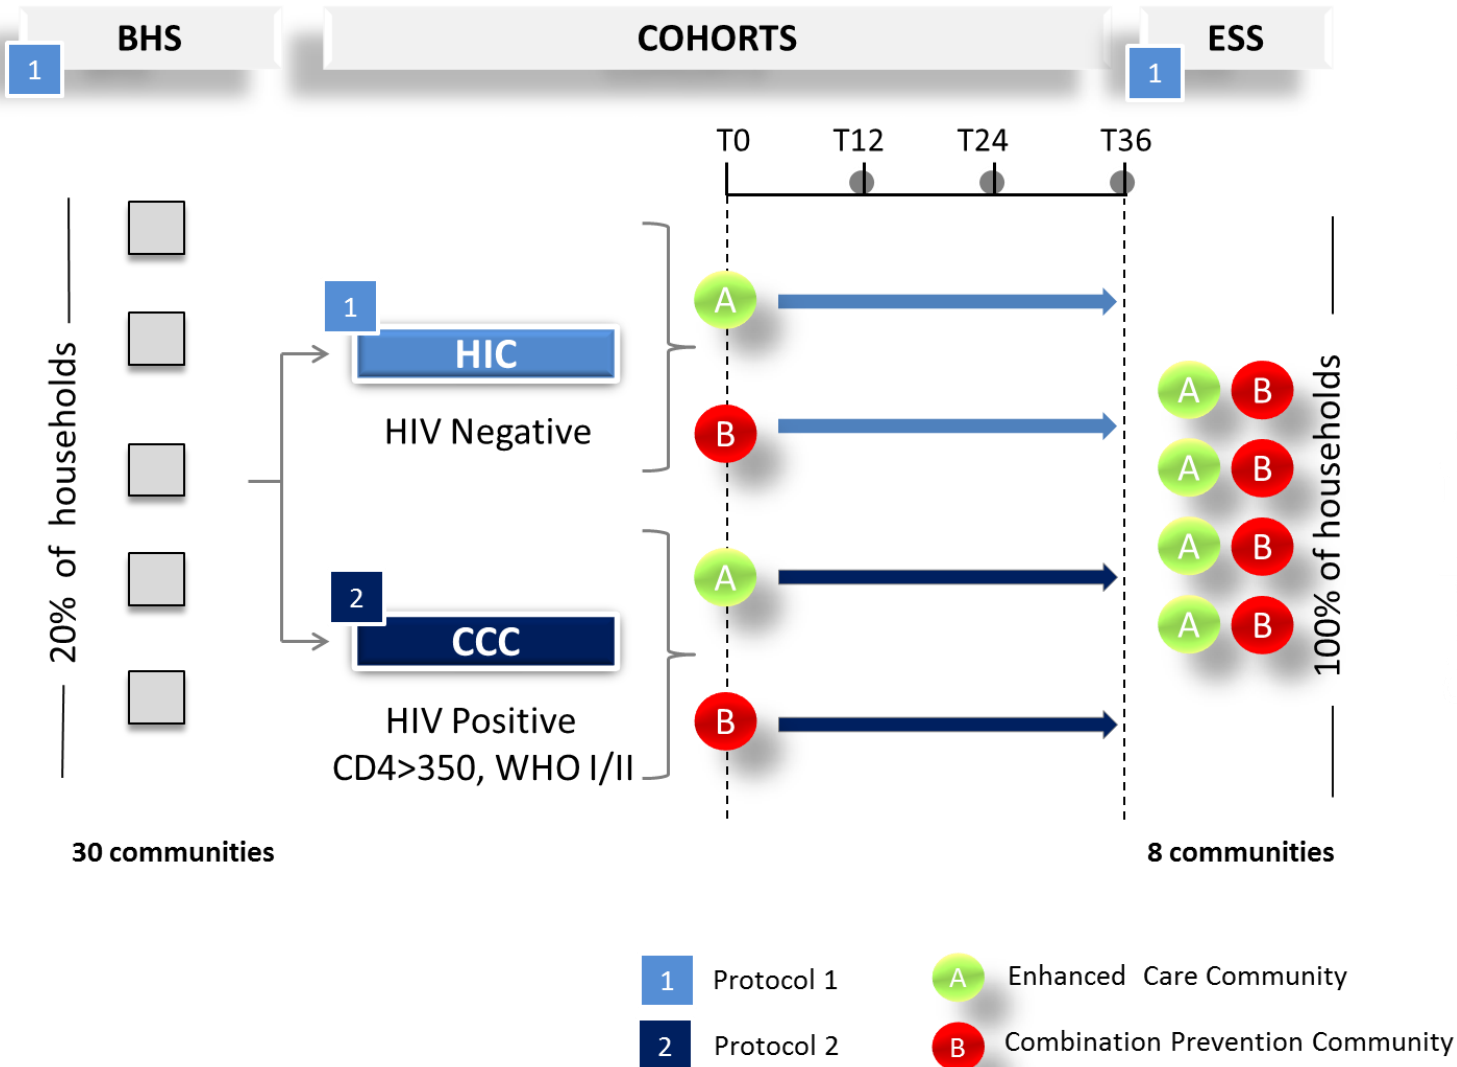 BHS
COHORTS
ESS
1
1
T0 T12 T24 T36
20% of households
1
HIC
HIV Negative
A
B
2
CCC
HIV Positive
CD4>350, WHO I/II
A
B
A B
A B
A B
A B
100% of households
30 communities
8 communities
1 Protocol 1
A Enhanced Care Community
2 Protocol 2
B Combination Prevention Community